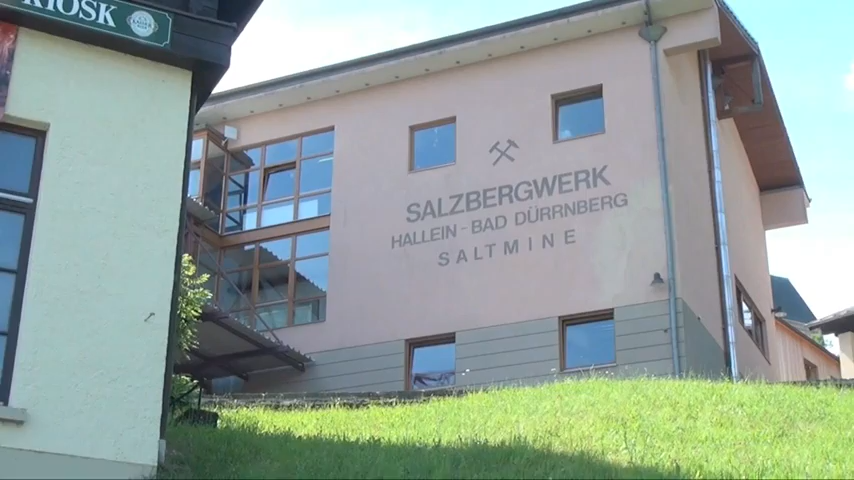 KIOSK
SALZBERGWERK
HALLEIN - BAD DÜRRNBERG
SALTMINE